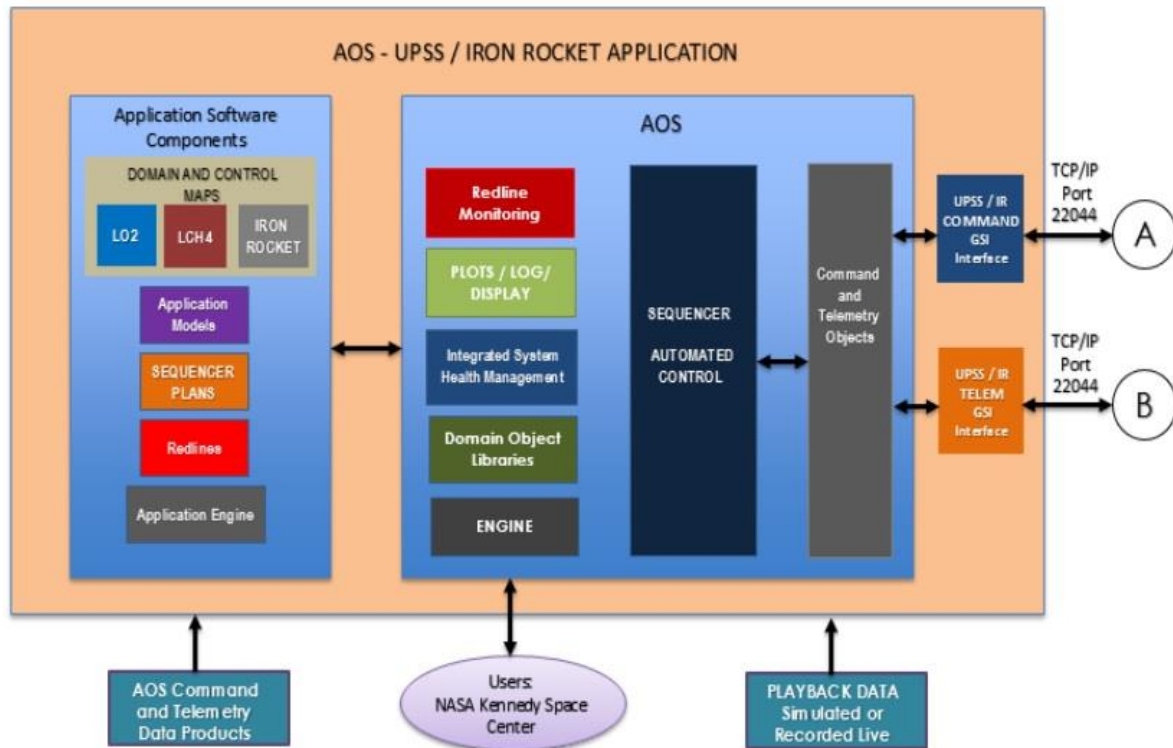 AOS - UPSS / IRON ROCKET APPLICATION
Application Software
Components
DOMAIN AND CONTROL
MAPS
LO2
LCH4
IRON
ROCKET
Application
Models
SEQUENCER
PLANS
Redlines
Application Engine
AOS
Redline
Monitoring
PLOTS / LOG/
DISPLAY
Integrated System
Health Management
Domain Object
Libraries
ENGINE
SEQUENCER
AUTOMATED
CONTROL
Command
and
Telemetry
Objects
UPSS / IR
COMMAND
GSI
Interface
TCP/IP
Port
22044
A
UPSS / IR
TELEM
GSI
Interface
TCP/IP
Port
22044
B
AOS Command
and Telemetry
Data Products
Users:
NASA Kennedy Space
Center
PLAYBACK DATA
Simulated or
Recorded Live